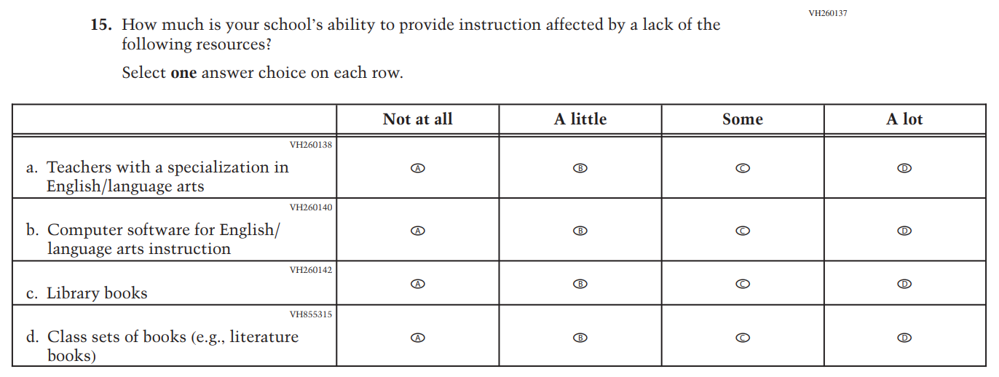 VH260137
15. How much is your school's ability to provide instruction affected by a lack of the
following resources?
Select one answer choice on each row.
Not at all A little Some A lot
VH260138
a. Teachers with a specialization in
English/language arts
A B C D
VH260140
b. Computer software for English/
language arts instruction
A B C D
VH260142
c. Library books
A B C D
VH855315
d. Class sets of books (e.g., literature
books)
A B C D